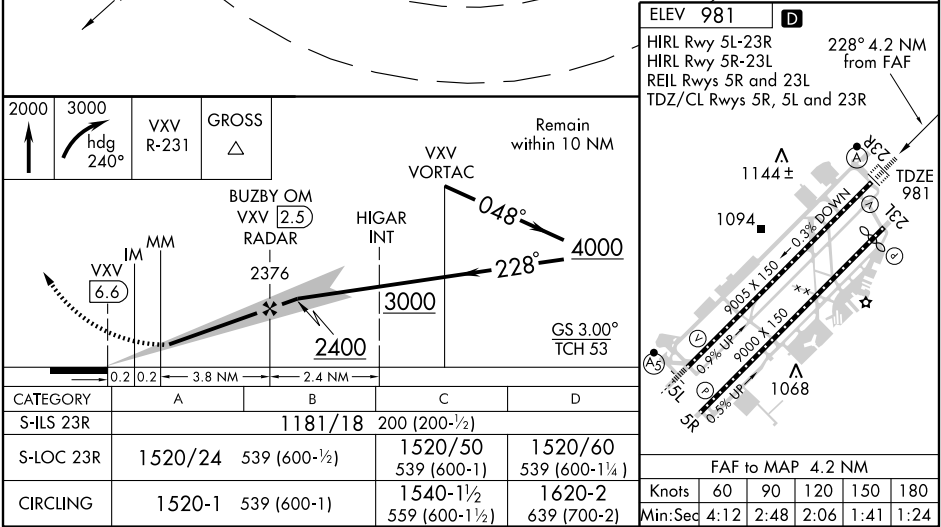 2000
3000
hdg
240°
VXV
R-231
GROSS
Remain
within 10 NM
VXV
VORTAC
048°
4000
228°
BUZBY OM
VXV 2.5
RADAR
2376
HIGAR
INT
3000
2400
GS 3.00°
TCH 53
MM
IM
VXV
6.6
0.2 0.2 3.8 NM 2.4 NM
CATEGORY A B C D
S-ILS 23R 1181/18 200 (200-½)
S-LOC 23R 1520/24 539 (600-½) 1520/50 539 (600-1) 1520/60 539 (600-1¼)
CIRCLING 1520-1 539 (600-1) 1540-1½ 559 (600-1½) 1620-2 639 (700-2)
ELEV 981 D
HIRL Rwy 5L-23R
HIRL Rwy 5R-23L
REIL Rwys 5R and 23L
TDZ/CL Rwys 5R, 5L and 23R
228° 4.2 NM
from FAF
1144 ±
A
23R
TDZE
981
V
23L
1094
P
0.3% DOWN
9005 X 150
9000 X 150
V
0.9% UP
A5
5L
P
0.5% UP
5R
1068
FAF to MAP 4.2 NM
Knots 60 90 120 150 180
Min:Sec 4:12 2:48 2:06 1:41 1:24